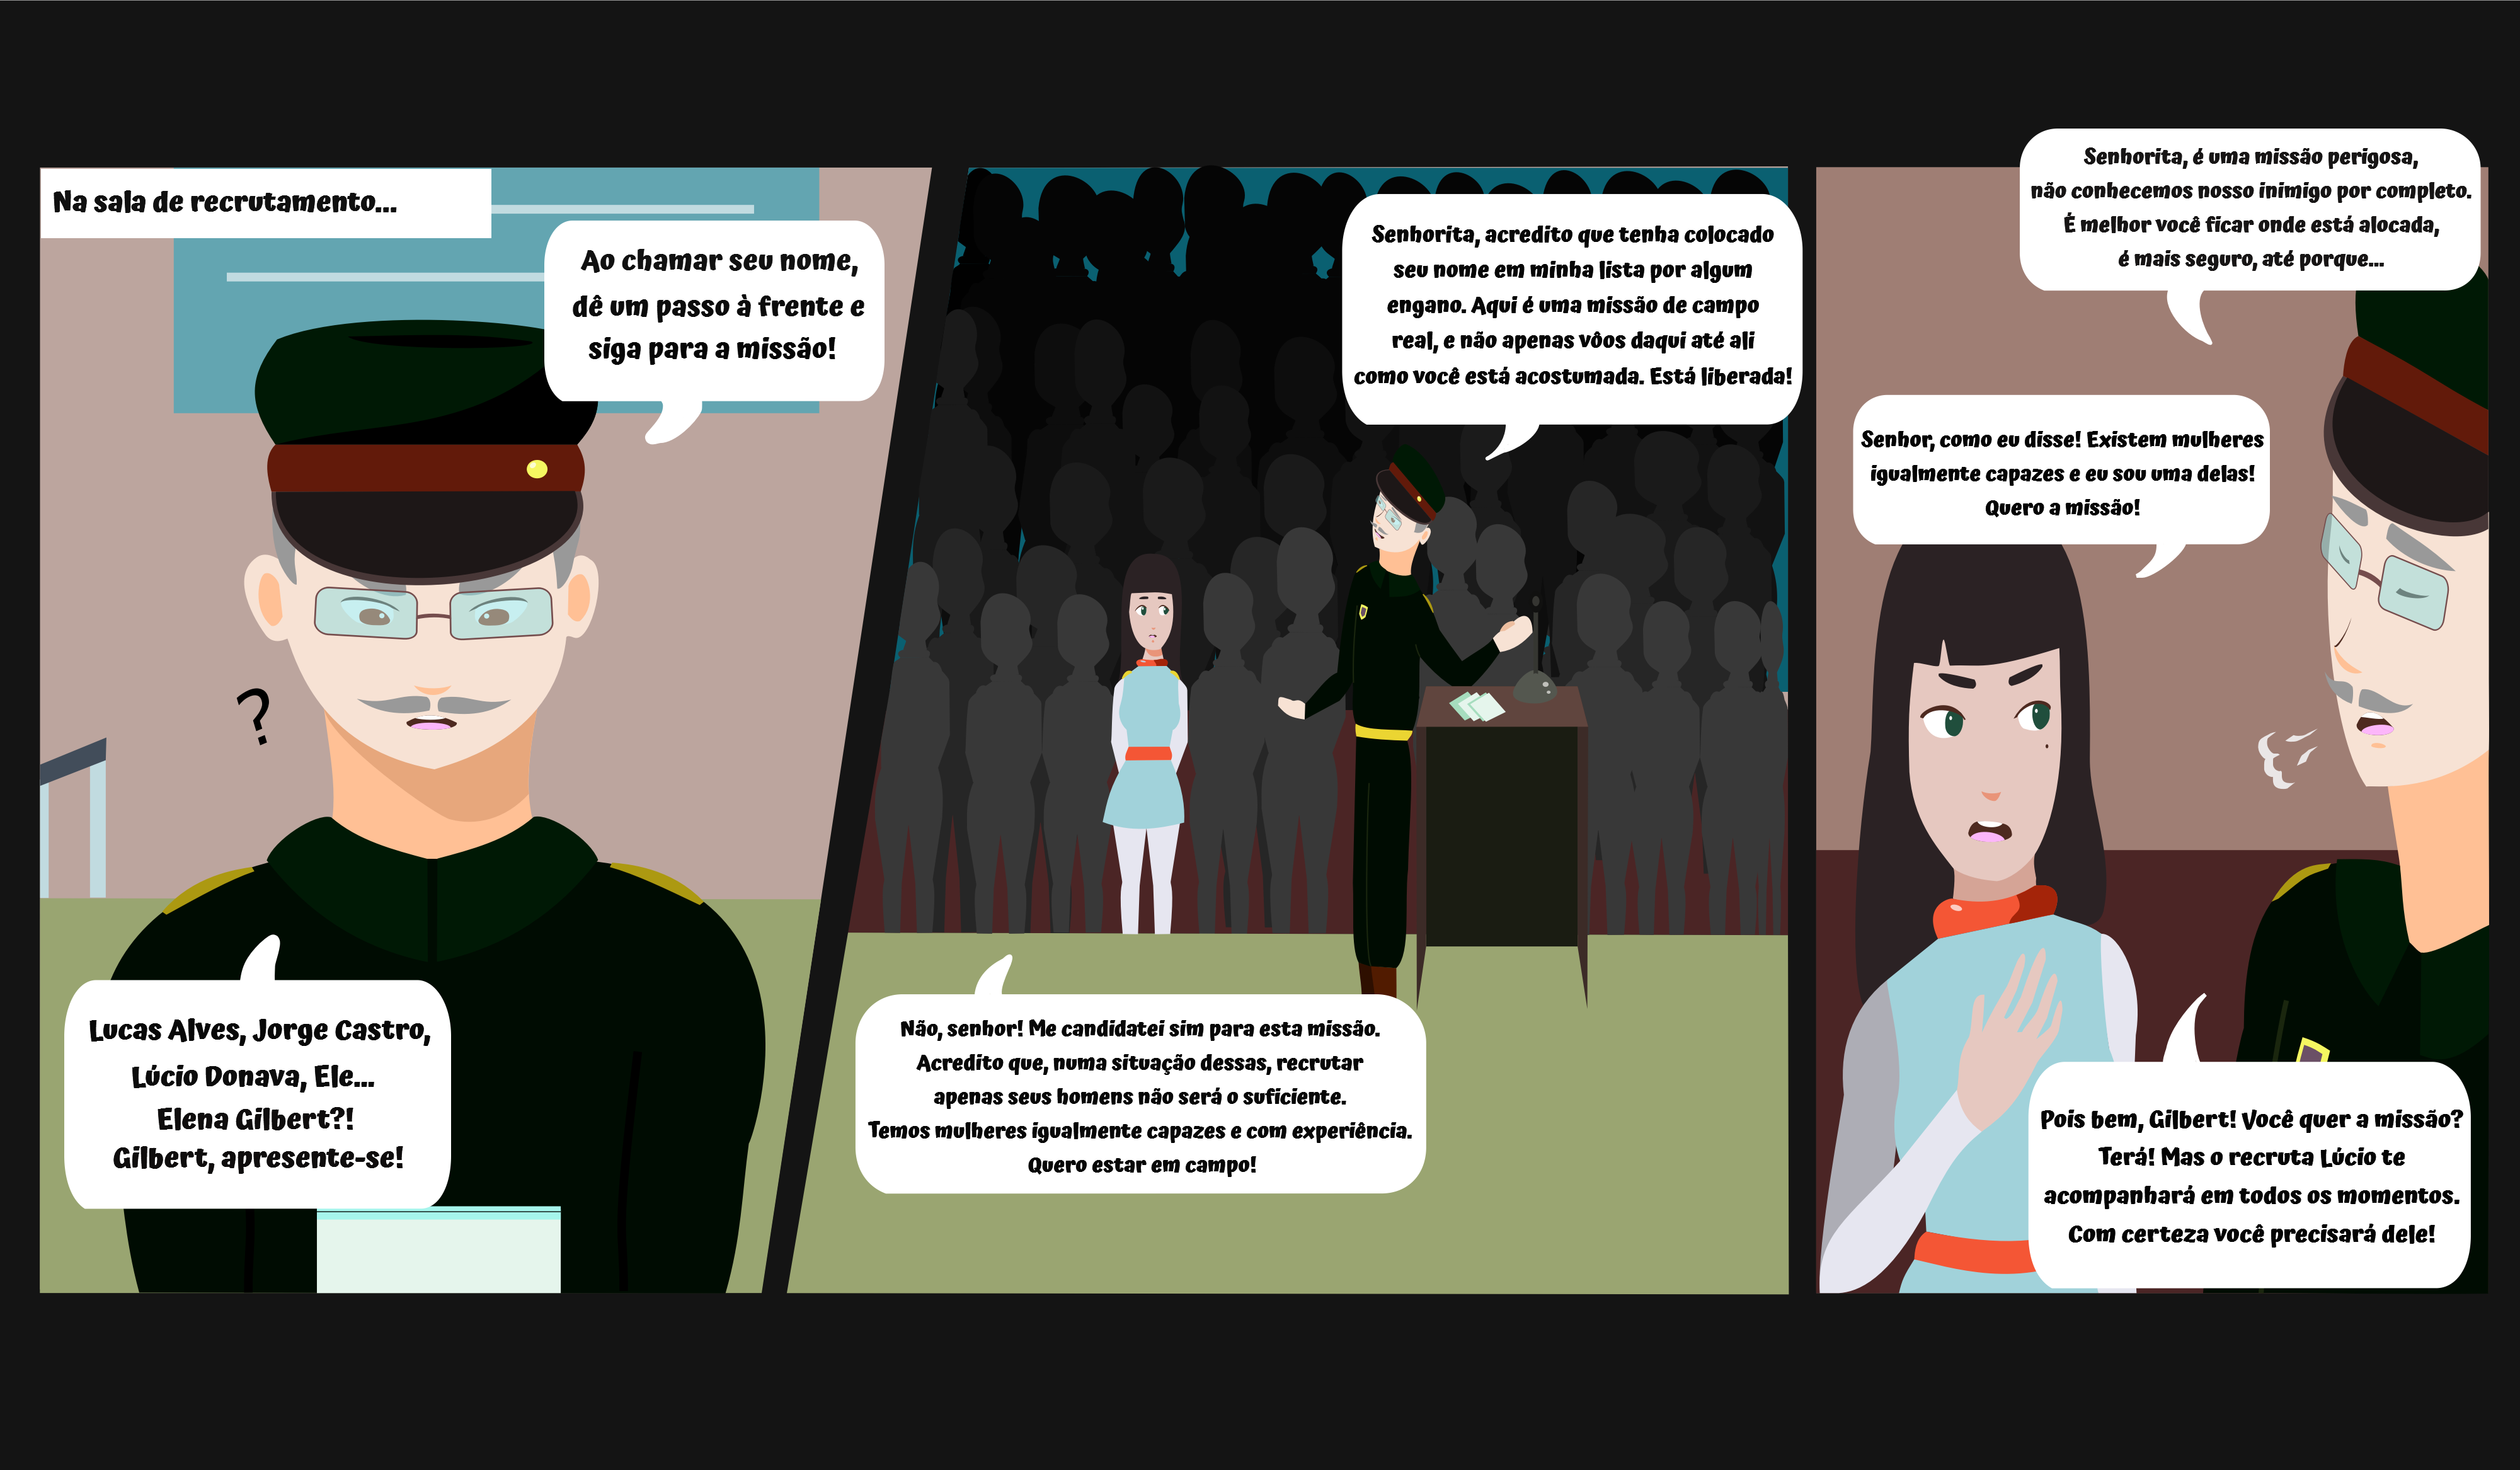 Na sala de recrutamento...
Ao chamar seu nome,
dê um passo à frente e
siga para a missão!
?
Lucas Alves, Jorge Castro,
Lúcio Donava, Ele...
Elena Gilbert?!
Gilbert, apresente-se!
Senhorita, acredito que tenha colocado
seu nome em minha lista por algum
engano. Aqui é uma missão de campo
real, e não apenas vôos daqui até ali
como você está acostumada. Está liberada!
Não, senhor! Me candidatei sim para esta missão.
Acredito que, numa situação dessas, recrutar
apenas seus homens não será o suficiente.
Temos mulheres igualmente capazes e com experiência.
Quero estar em campo!
Senhorita, é uma missão perigosa,
não conhecemos nosso inimigo por completo.
É melhor você ficar onde está alocada,
é mais seguro, até porque...
Senhor, como eu disse! Existem mulheres
igualmente capazes e eu sou uma delas!
Quero a missão!
Pois bem, Gilbert! Você quer a missão?
Terá! Mas o recruta Lúcio te
acompanhará em todos os momentos.
Com certeza você precisará dele!